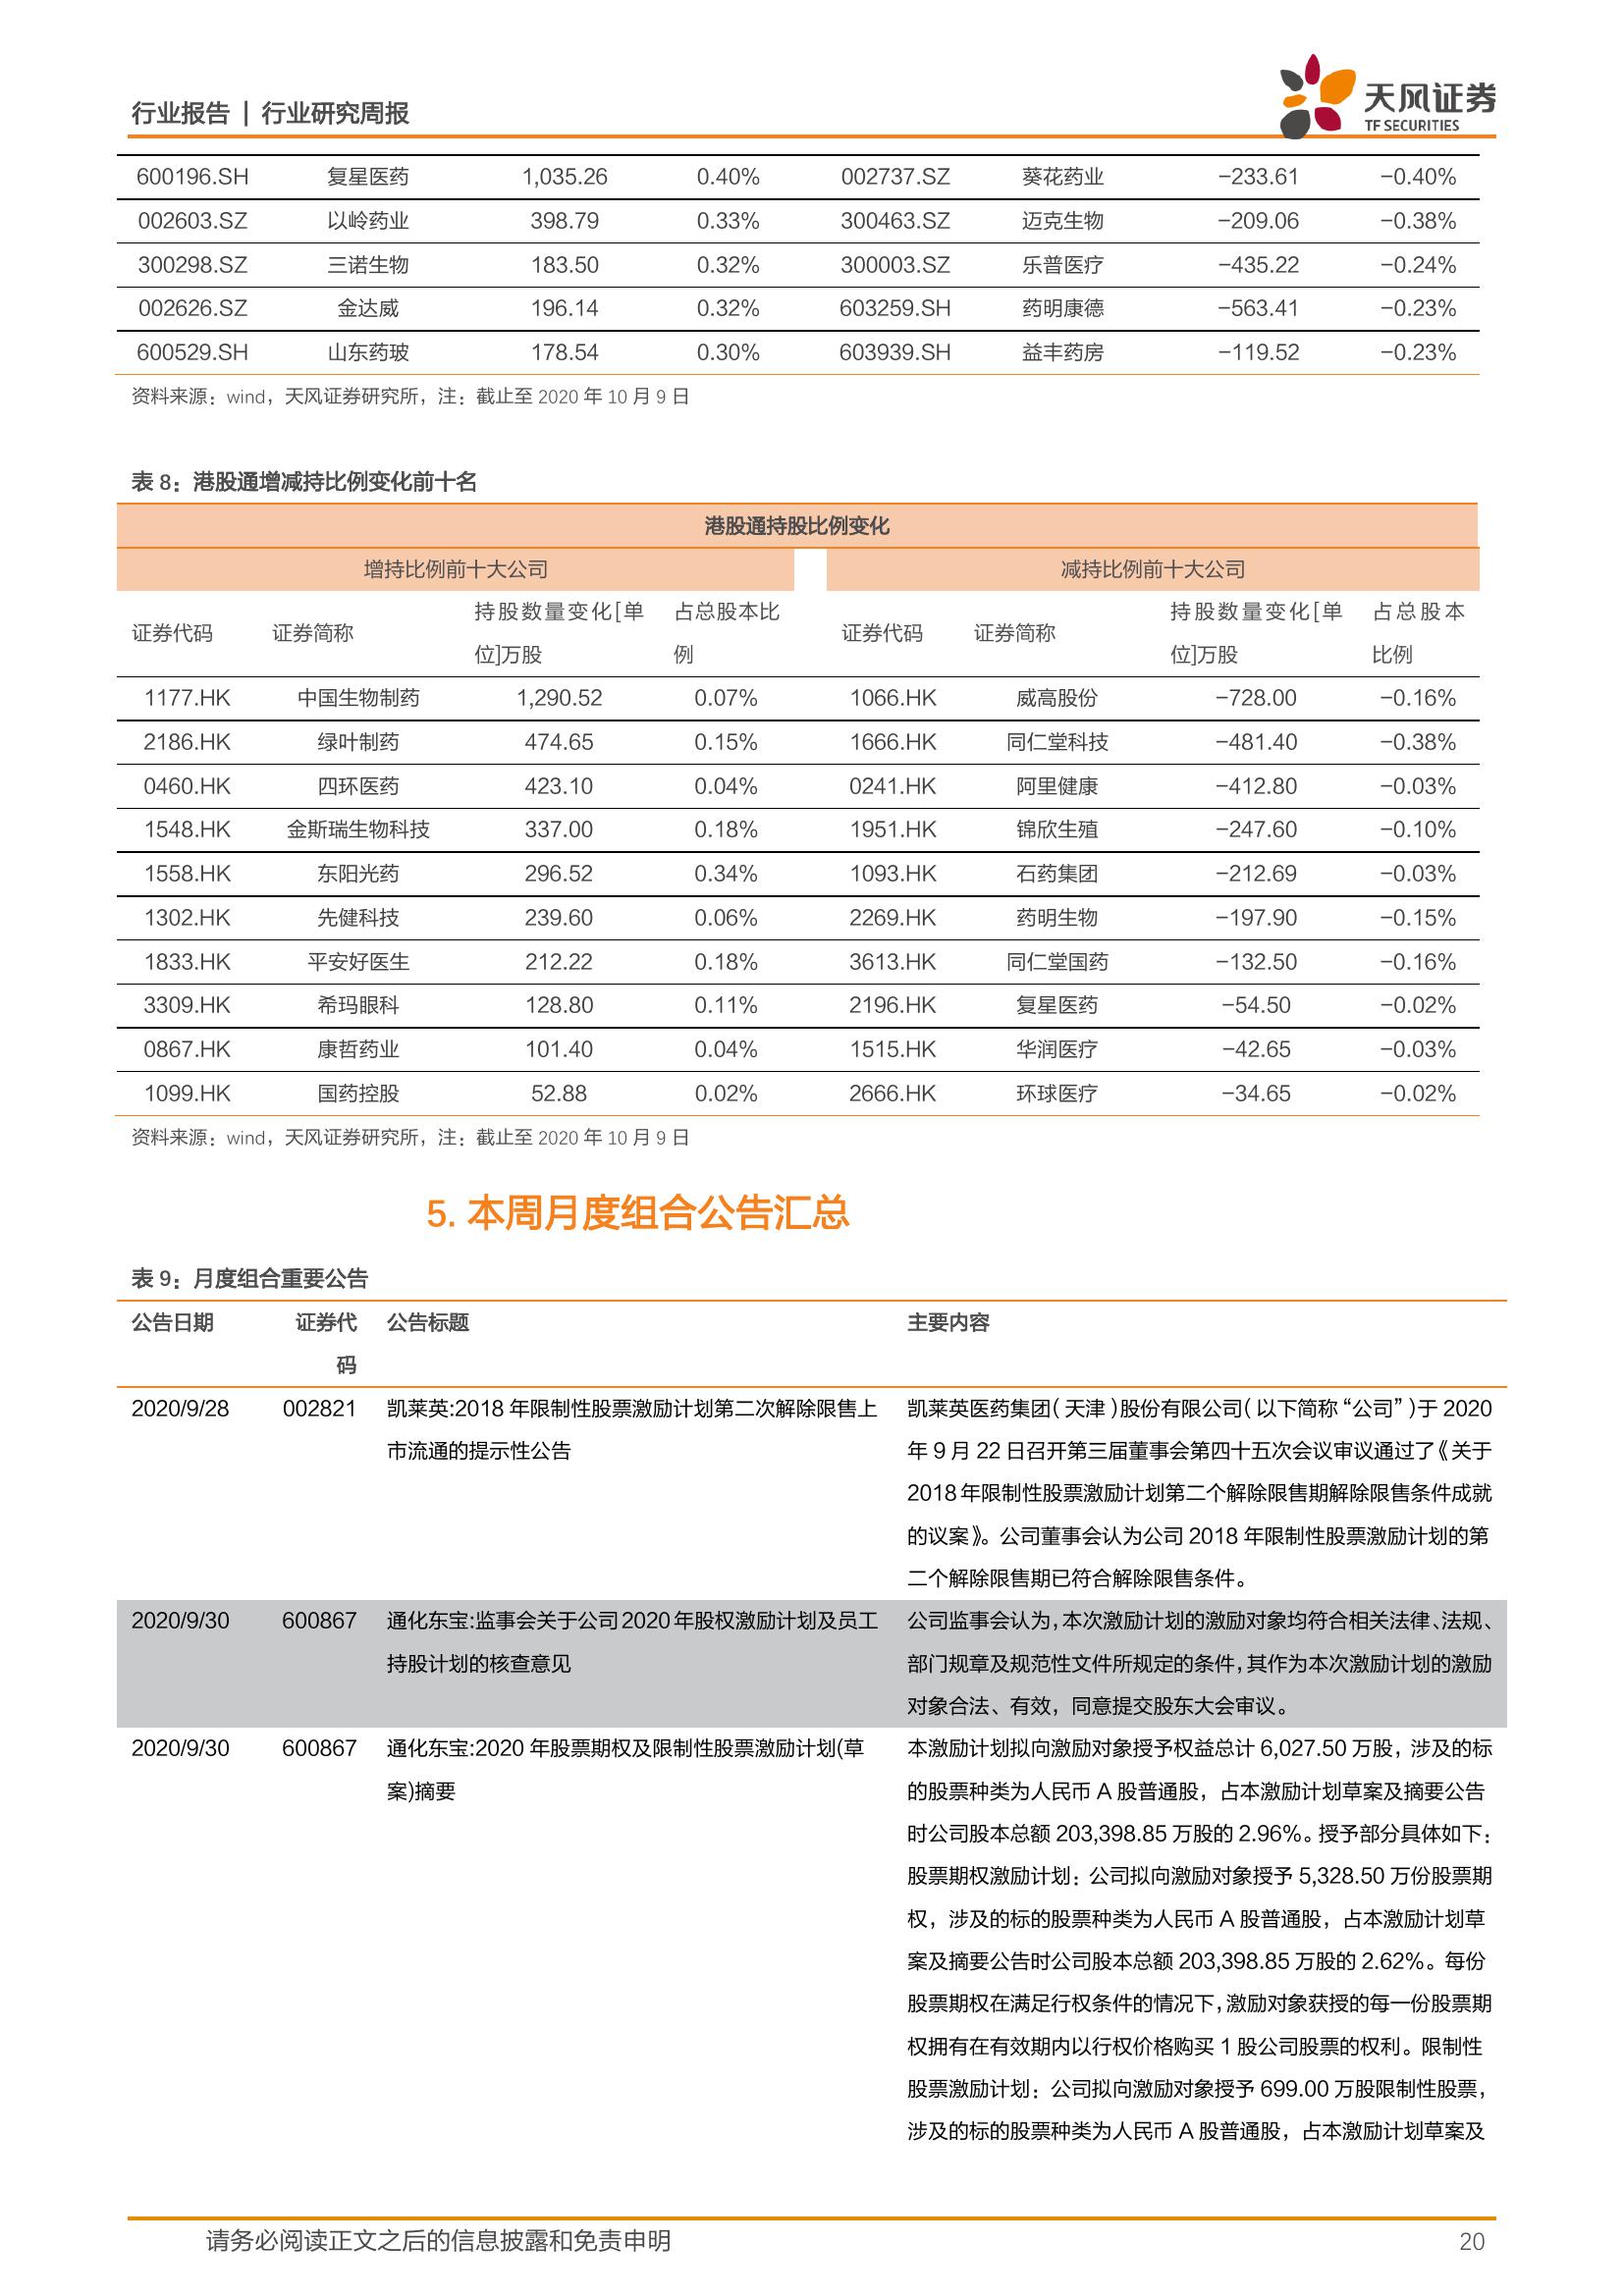 行业报告 | 行业研究周报
天风证券
TF SECURITIES
600196.SH 复星医药 1,035.26 0.40% 002737.SZ 葵花药业 -233.61 -0.40%
002603.SZ 以岭药业 398.79 0.33% 300463.SZ 迈克生物 -209.06 -0.38%
300298.SZ 三诺生物 183.50 0.32% 300003.SZ 乐普医疗 -435.22 -0.24%
002626.SZ 金达威 196.14 0.32% 603259.SH 药明康德 -563.41 -0.23%
600529.SH 山东药玻 178.54 0.30% 603939.SH 益丰药房 -119.52 -0.23%
资料来源：wind，天风证券研究所，注：截止至 2020 年 10 月 9 日
表 8：港股通增减持比例变化前十名
港股通持股比例变化
增持比例前十大公司 减持比例前十大公司
证券代码 证券简称 持股数量变化[单位]万股 占总股本比例 证券代码 证券简称 持股数量变化[单位]万股 占总股本比例
1177.HK 中国生物制药 1,290.52 0.07% 1066.HK 威高股份 -728.00 -0.16%
2186.HK 绿叶制药 474.65 0.15% 1666.HK 同仁堂科技 -481.40 -0.38%
0460.HK 四环医药 423.10 0.04% 0241.HK 阿里健康 -412.80 -0.03%
1548.HK 金斯瑞生物科技 337.00 0.18% 1951.HK 锦欣生殖 -247.60 -0.10%
1558.HK 东阳光药 296.52 0.34% 1093.HK 石药集团 -212.69 -0.03%
1302.HK 先健科技 239.60 0.06% 2269.HK 药明生物 -197.90 -0.15%
1833.HK 平安好医生 212.22 0.18% 3613.HK 同仁堂国药 -132.50 -0.16%
3309.HK 希玛眼科 128.80 0.11% 2196.HK 复星医药 -54.50 -0.02%
0867.HK 康哲药业 101.40 0.04% 1515.HK 华润医疗 -42.65 -0.03%
1099.HK 国药控股 52.88 0.02% 2666.HK 环球医疗 -34.65 -0.02%
资料来源：wind，天风证券研究所，注：截止至 2020 年 10 月 9 日
5. 本周月度组合公告汇总
表 9：月度组合重要公告
公告日期 证券代码 公告标题 主要内容
2020/9/28 002821 凯莱英:2018 年限制性股票激励计划第二次解除限售上
市流通的提示性公告
凯莱英医药集团（天津）股份有限公司（以下简称“公司”）于 2020
年 9 月 22 日召开第三届董事会第四十五次会议审议通过了《关于
2018 年限制性股票激励计划第二个解除限售期解除限售条件成就
的议案》。公司董事会认为公司 2018 年限制性股票激励计划的第
二个解除限售期已符合解除限售条件。
2020/9/30 600867 通化东宝:监事会关于公司 2020 年股权激励计划及员工
持股计划的核查意见
公司监事会认为，本次激励计划的激励对象均符合相关法律、法规、
部门规章及规范性文件所规定的条件，其作为本次激励计划的激励
对象合法、有效，同意提交股东大会审议。
2020/9/30 600867 通化东宝:2020 年股票期权及限制性股票激励计划(草
案)摘要
本激励计划拟向激励对象授予权益总计 6,027.50 万股，涉及的标
的股票种类为人民币 A 股普通股，占本激励计划草案及摘要公告
时公司股本总额 203,398.85 万股的 2.96%。授予部分具体如下：
股票期权激励计划：公司拟向激励对象授予 5,328.50 万份股票期
权，涉及的标的股票种类为人民币 A 股普通股，占本激励计划草
案及摘要公告时公司股本总额 203,398.85 万股的 2.62%。每份
股票期权在满足行权条件的情况下，激励对象获授的每一份股票期
权拥有在有效期内以行权价格购买 1 股公司股票的权利。限制性
股票激励计划：公司拟向激励对象授予 699.00 万股限制性股票，
涉及的标的股票种类为人民币 A 股普通股，占本激励计划草案及
请务必阅读正文之后的信息披露和免责申明 20